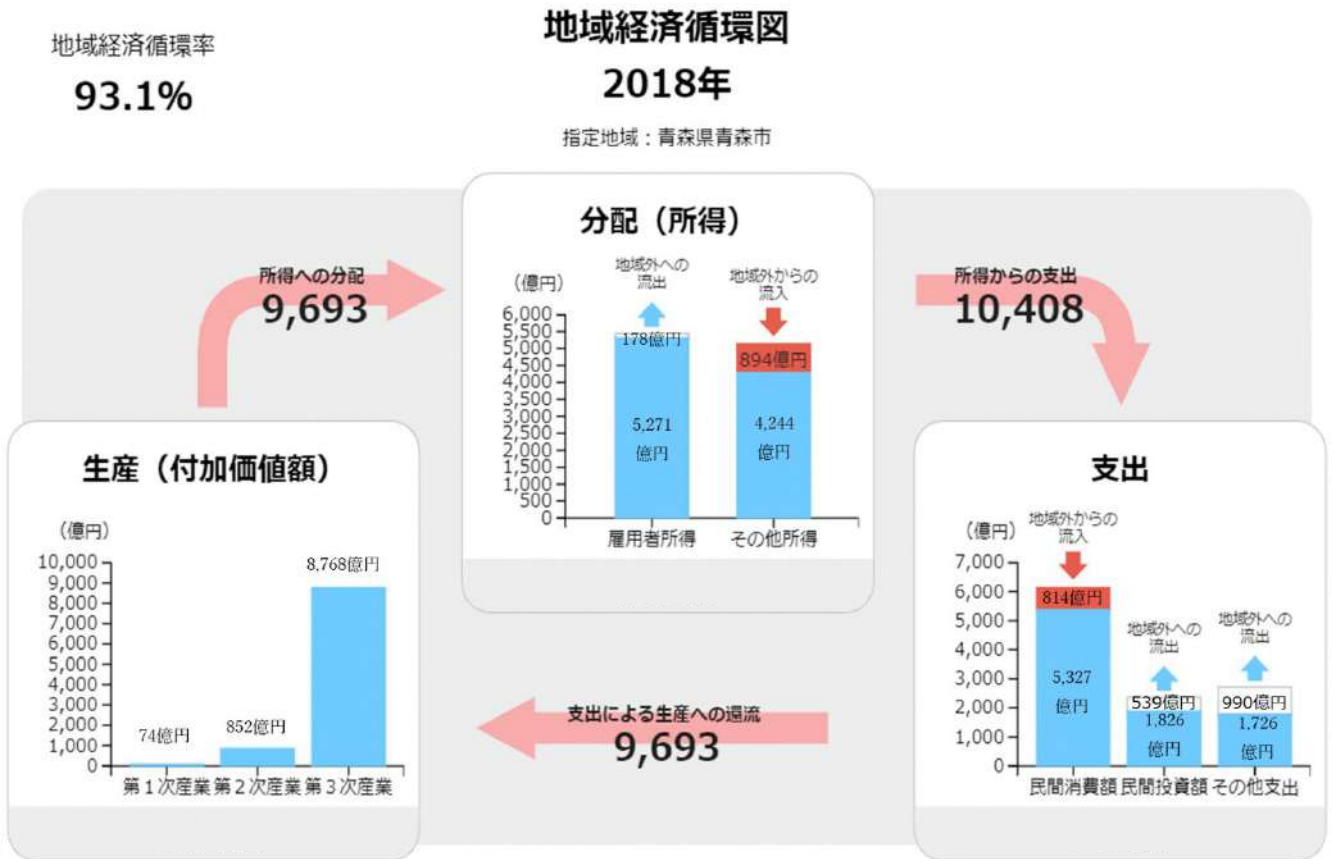 地域経済循環率
93.1%
地域経済循環図
2018年
指定地域：青森県青森市
所得への分配
9,693
分配（所得）
地域外への
流出
地域外からの
流入
（億円）
6,000
5,500
5,000
4,500
4,000
3,500
3,000
2,500
2,000
1,500
1,000
500
0
178億円
894億円
5,271
億円
4,244
億円
雇用者所得
その他所得
所得からの支出
10,408
生産（付加価値額）
（億円）
10,000
9,000
8,000
7,000
6,000
5,000
4,000
3,000
2,000
1,000
0
74億円
852億円
8,768億円
第１次産業
第２次産業
第３次産業
支出による生産への還流
9,693
支出
（億円）
7,000
6,000
5,000
4,000
3,000
2,000
1,000
0
地域外からの
流入
814億円
5,327
億円
地域外への
流出
539億円
1,826
億円
地域外への
流出
990億円
1,726
億円
民間消費額
民間投資額
その他支出